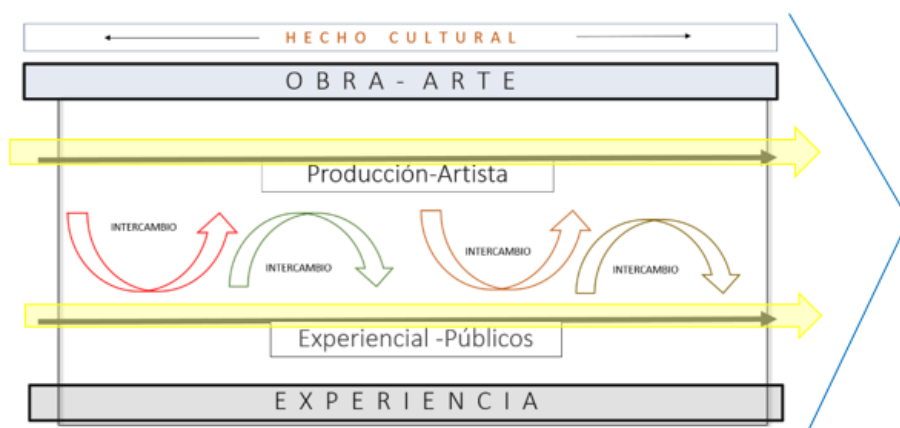 HECHO CULTURAL
OBRA- ARTE
Producción-Artista
INTERCAMBIO
INTERCAMBIO
INTERCAMBIO
INTERCAMBIO
Experiencial -Públicos
EXPERIENCIA